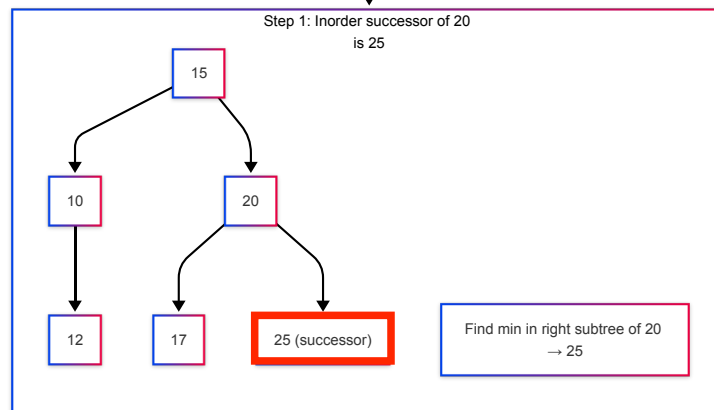 Step 1: Inorder successor of 20
is 25
15
10
20
12
17
25 (successor)
Find min in right subtree of 20
→ 25